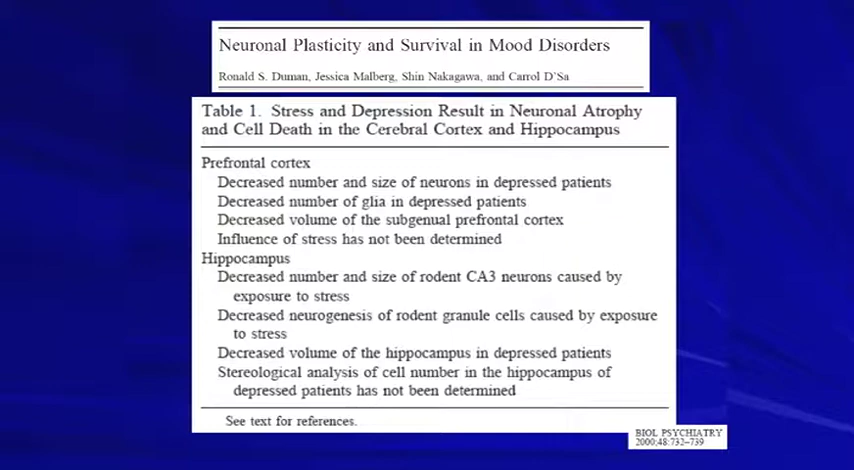 Neuronal Plasticity and Survival in Mood Disorders
Ronald S. Duman, Jessica Malberg, Shin Nakagawa, and Carrol D'Sa
Table 1. Stress and Depression Result in Neuronal Atrophy
and Cell Death in the Cerebral Cortex and Hippocampus
Prefrontal cortex
Decreased number and size of neurons in depressed patients
Decreased number of glia in depressed patients
Decreased volume of the subgenual prefrontal cortex
Influence of stress has not been determined
Hippocampus
Decreased number and size of rodent CA3 neurons caused by
exposure to stress
Decreased neurogenesis of rodent granule cells caused by exposure
to stress
Decreased volume of the hippocampus in depressed patients
Stereological analysis of cell number in the hippocampus of
depressed patients has not been determined
See text for references.
BIOL PSYCHIATRY
2000;48:732–739